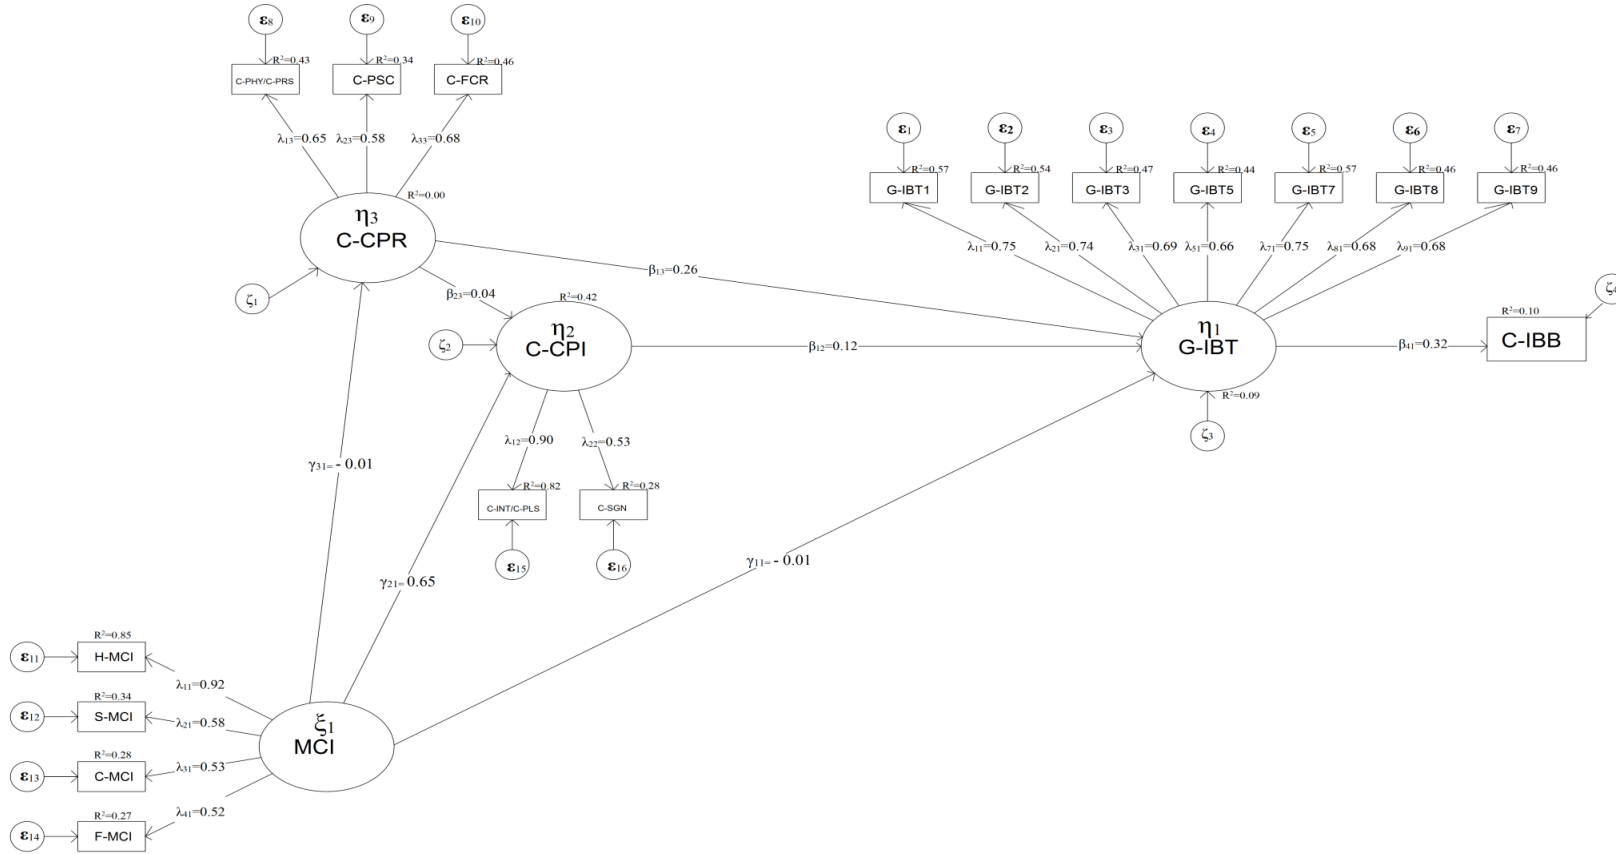 ε8 ε9 ε10
R²=0.43 R²=0.34 R²=0.46
C-PHY/C-PRS C-PSC C-FCR
λ13=0.65 λ23=0.58 λ33=0.68
R²=0.00
η3
C-CPR
ζ1
ε1 ε2 ε3 ε4 ε5 ε6 ε7
R²=0.57 R²=0.54 R²=0.47 R²=0.44 R²=0.57 R²=0.46 R²=0.46
G-IBT1 G-IBT2 G-IBT3 G-IBT5 G-IBT7 G-IBT8 G-IBT9
λ11=0.75 λ21=0.74 λ31=0.69 λ51=0.66 λ71=0.75 λ81=0.68 λ91=0.68
β13=0.26
β23=0.04
R²=0.42
ζ2
η2
C-CPI
β12=0.12
η1
G-IBT
R²=0.09
ζ3
β41=0.32
ζ4
R²=0.10
C-IBB
λ12=0.90 λ22=0.53
R²=0.82 R²=0.28
C-INT/C-PLS C-SGN
ε15 ε16
γ31= - 0.01
γ21= 0.65
γ11= - 0.01
R²=0.85
ε11 H-MCI
λ11=0.92
R²=0.34
ε12 S-MCI
λ21=0.58
R²=0.28
ε13 C-MCI
λ31=0.53
R²=0.27
ε14 F-MCI
λ41=0.52
ξ1
MCI